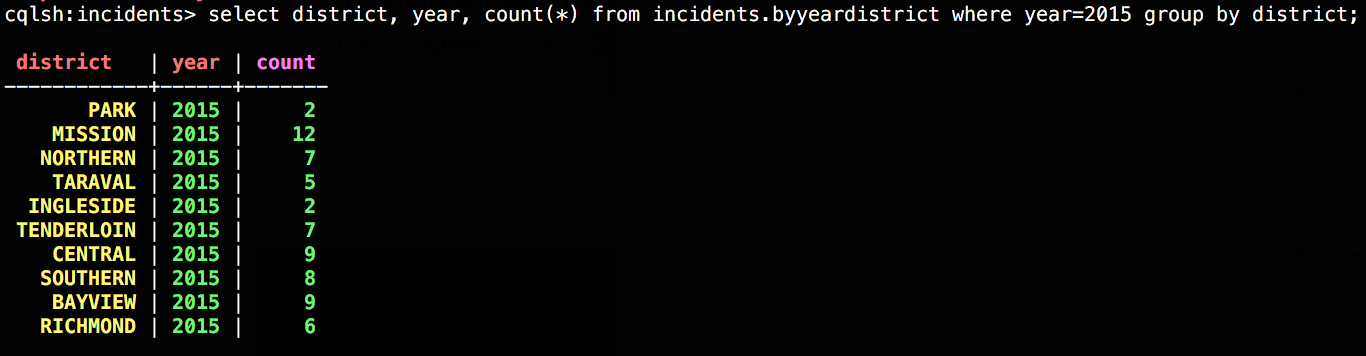 cqlsh:incidents> select district, year, count(*) from incidents.byyeardistrict where year=2015 group by district;
district | year | count
------------+------+-------
PARK | 2015 | 2
MISSION | 2015 | 12
NORTHERN | 2015 | 7
TARAVAL | 2015 | 5
INGLESIDE | 2015 | 2
TENDERLOIN | 2015 | 7
CENTRAL | 2015 | 9
SOUTHERN | 2015 | 8
BAYVIEW | 2015 | 9
RICHMOND | 2015 | 6